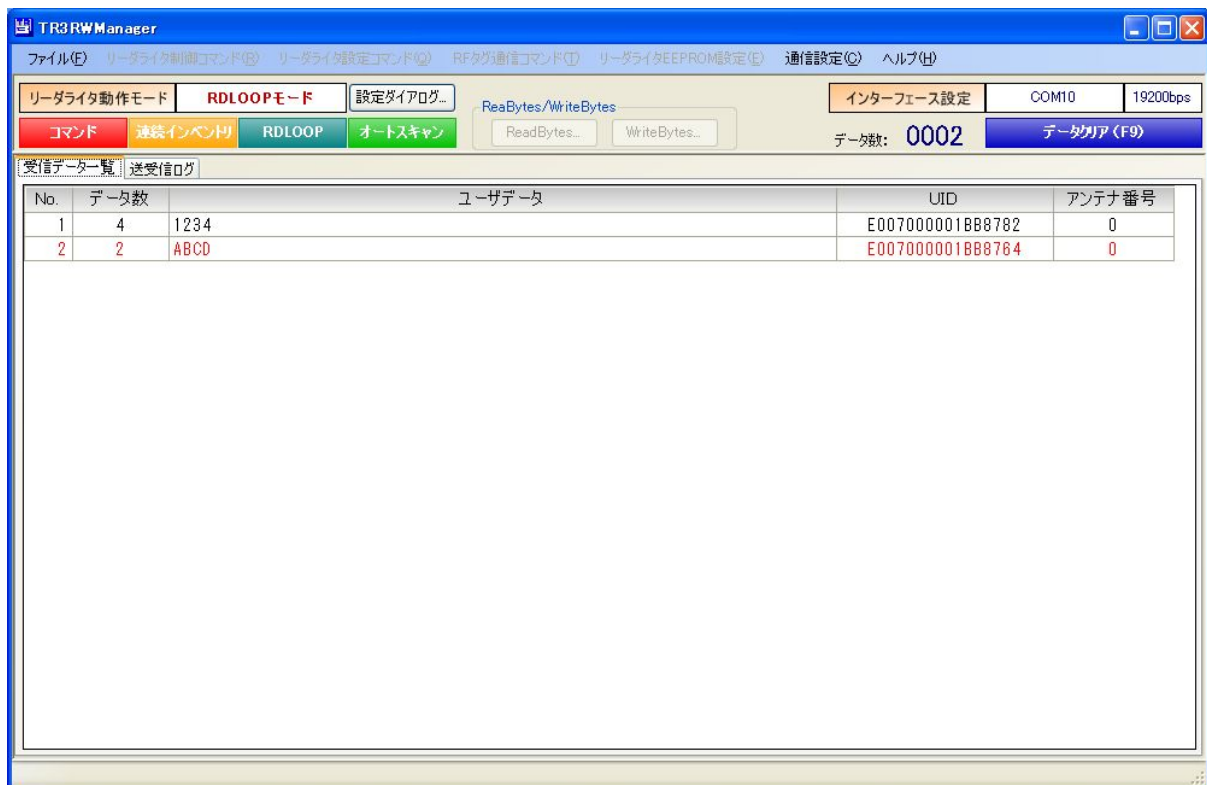 TR3RWManager
ファイル(F) リーダライタ制御コマンド(R) リーダライタ設定コマンド(Q) RFタグ通信コマンド(T) リーダライタEEPROM設定(E) 通信設定(C) ヘルプ(H)
リーダライタ動作モード RDLOOPモード 設定ダイアログ... ReaBytes/WriteBytes インターフェース設定 COM10 19200bps
コマンド 連続インベントリ RDLOOP オートスキャン ReadBytes... WriteBytes... データ数: 0002 データクリア(F9)
受信データ一覧 送受信ログ
No. データ数 ユーザデータ UID アンテナ番号
1 4 1234 E007000001BB8782 0
2 2 ABCD E007000001BB8764 0